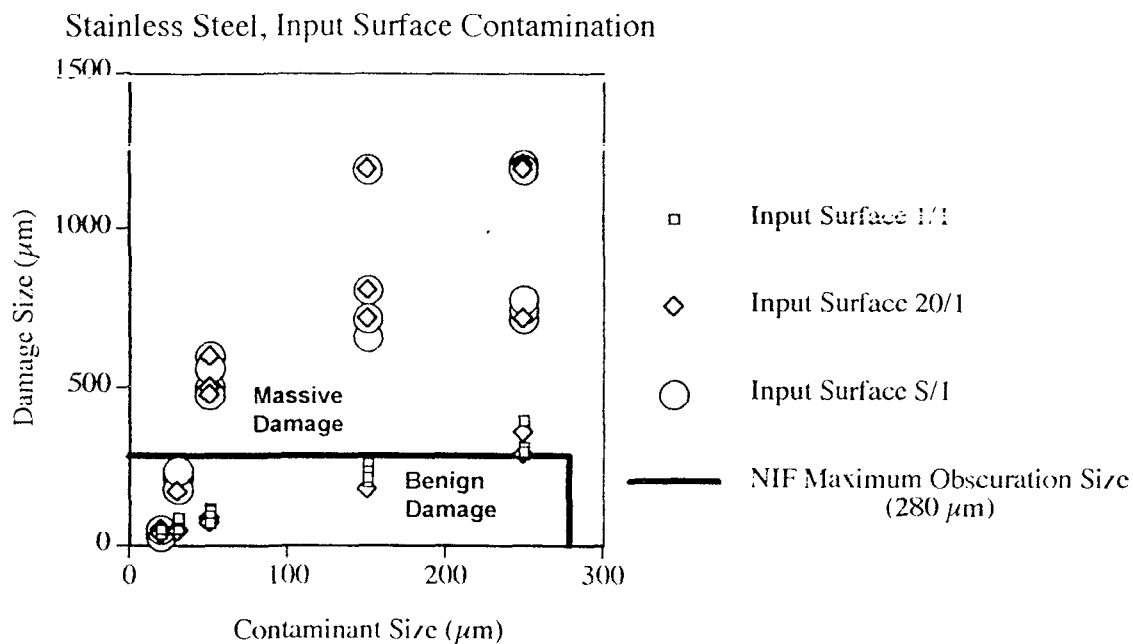 Stainless Steel, Input Surface Contamination
1500
1000
500
0
Damage Size (μm)
Massive
Damage
Benign
Damage
0
100
200
300
Contaminant Size (μm)
Input Surface 1/1
Input Surface 20/1
Input Surface S/1
NIF Maximum Obscuration Size
(280 μm)